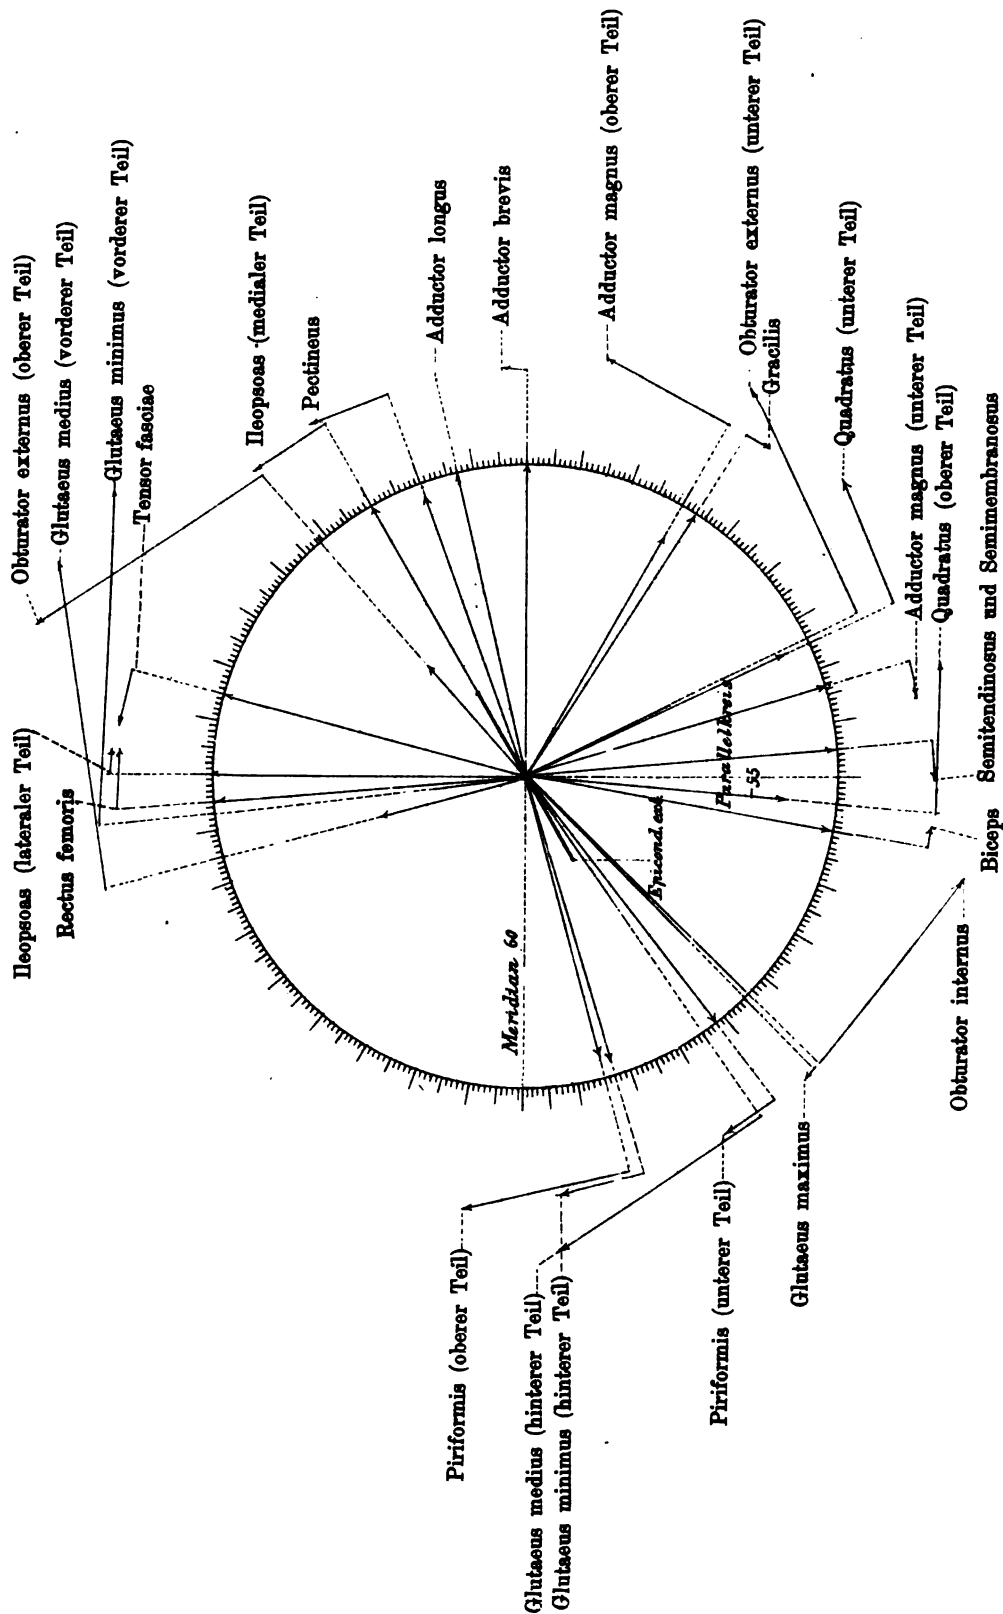 Obturator externus (oberer Teil)
Glutaeus medius (vorderer Teil)
Glutaeus minimus (vorderer Teil)
Tensor fasciae
Ileopsoas (medialer Teil)
Pectineus
Adductor longus
Adductor brevis
Adductor magnus (oberer Teil)
Obturator externus (unterer Teil)
Gracilis
Quadratus (unterer Teil)
Adductor magnus (unterer Teil)
Quadratus (oberer Teil)
Semitendinosus und Semimembranosus
Biceps
Obturator internus
Glutaeus maximus
Piriformis (unterer Teil)
Glutaeus minimus (hinterer Teil)
Glutaeus medius (hinterer Teil)
Piriformis (oberer Teil)
Ileopsoas (lateraler Teil)
Rectus femoris
Meridian 60
Epicond. ext.
Parallelkreis
-55